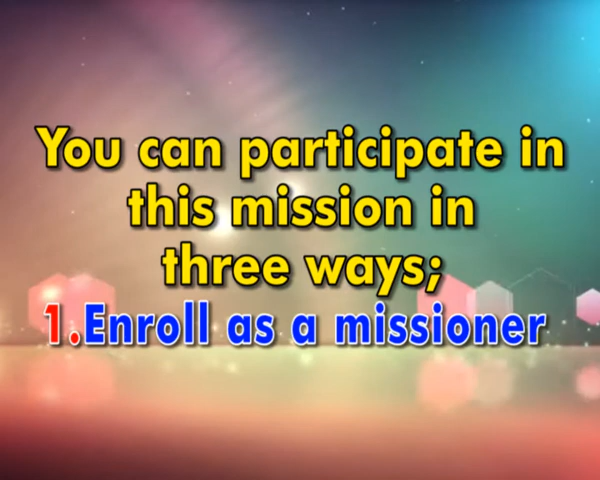 You can participate in
this mission in
three ways;
1.Enroll as a missioner